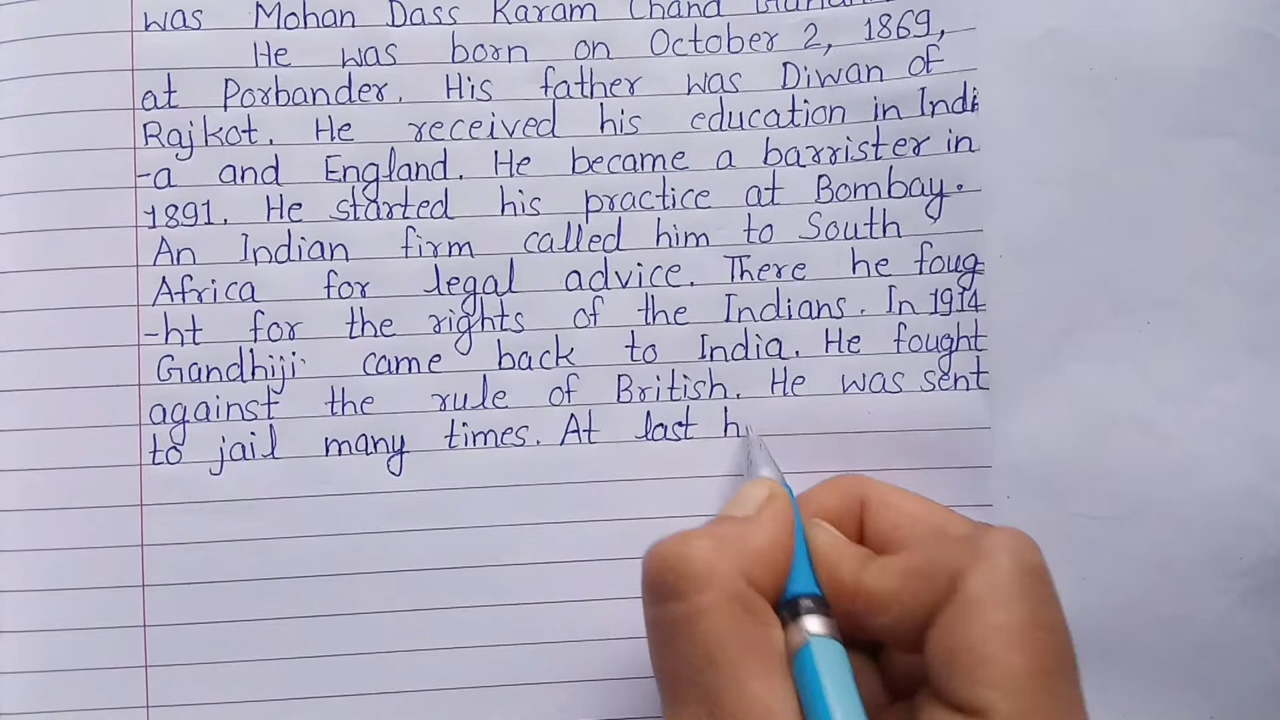 was Mohan Dass Karam Chand
He was born on October 2, 1869,
at Porbander. His father was Diwan of
Rajkot. He received his education in Indi
-a and England. He became a barrister in
1891. He started his practice at Bombay.
An Indian firm called him to South
Africa for legal advice. There he foug
-ht for the rights of the Indians. In 1914
Gandhiji came back to India. He fought
against the rule of British. He was sent
to jail many times. At last h